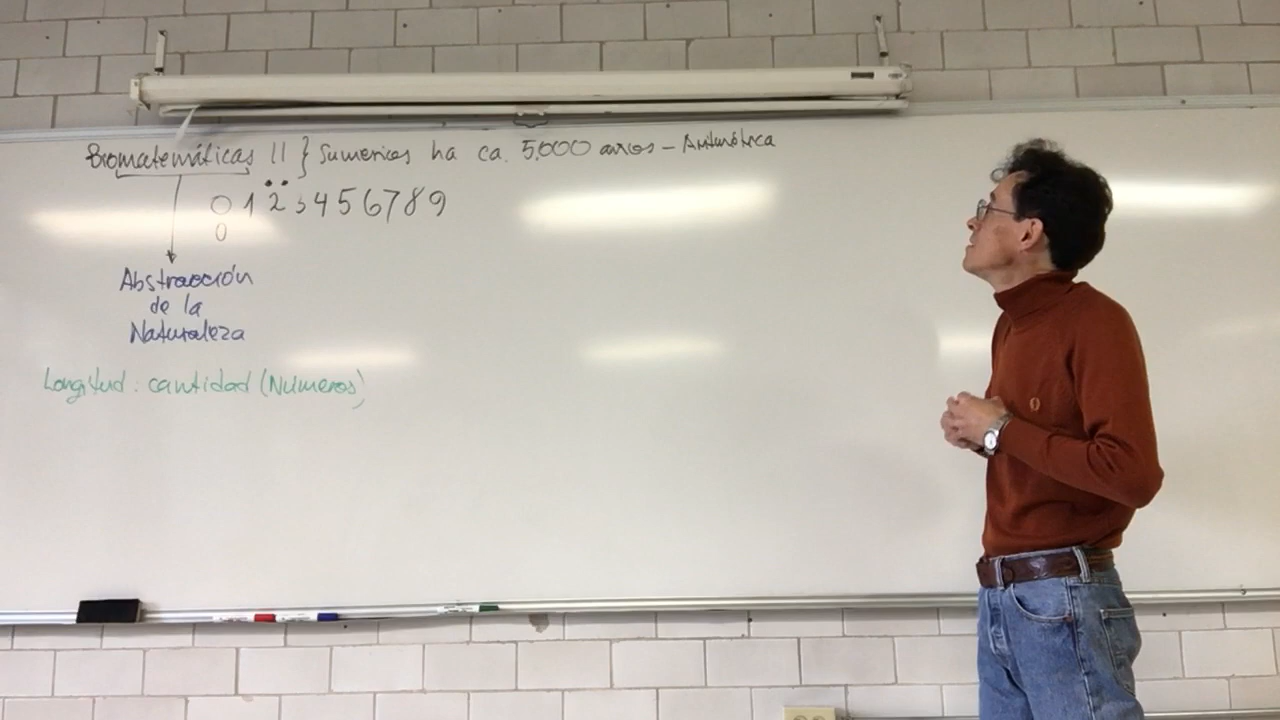 Biomatemáticas II } Sumerios ha ca. 5,000 años - Aritmética
0 1 2 3 4 5 6 7 8 9
0
Abstracción
de la
Naturaleza
Longitud: cantidad (Números)